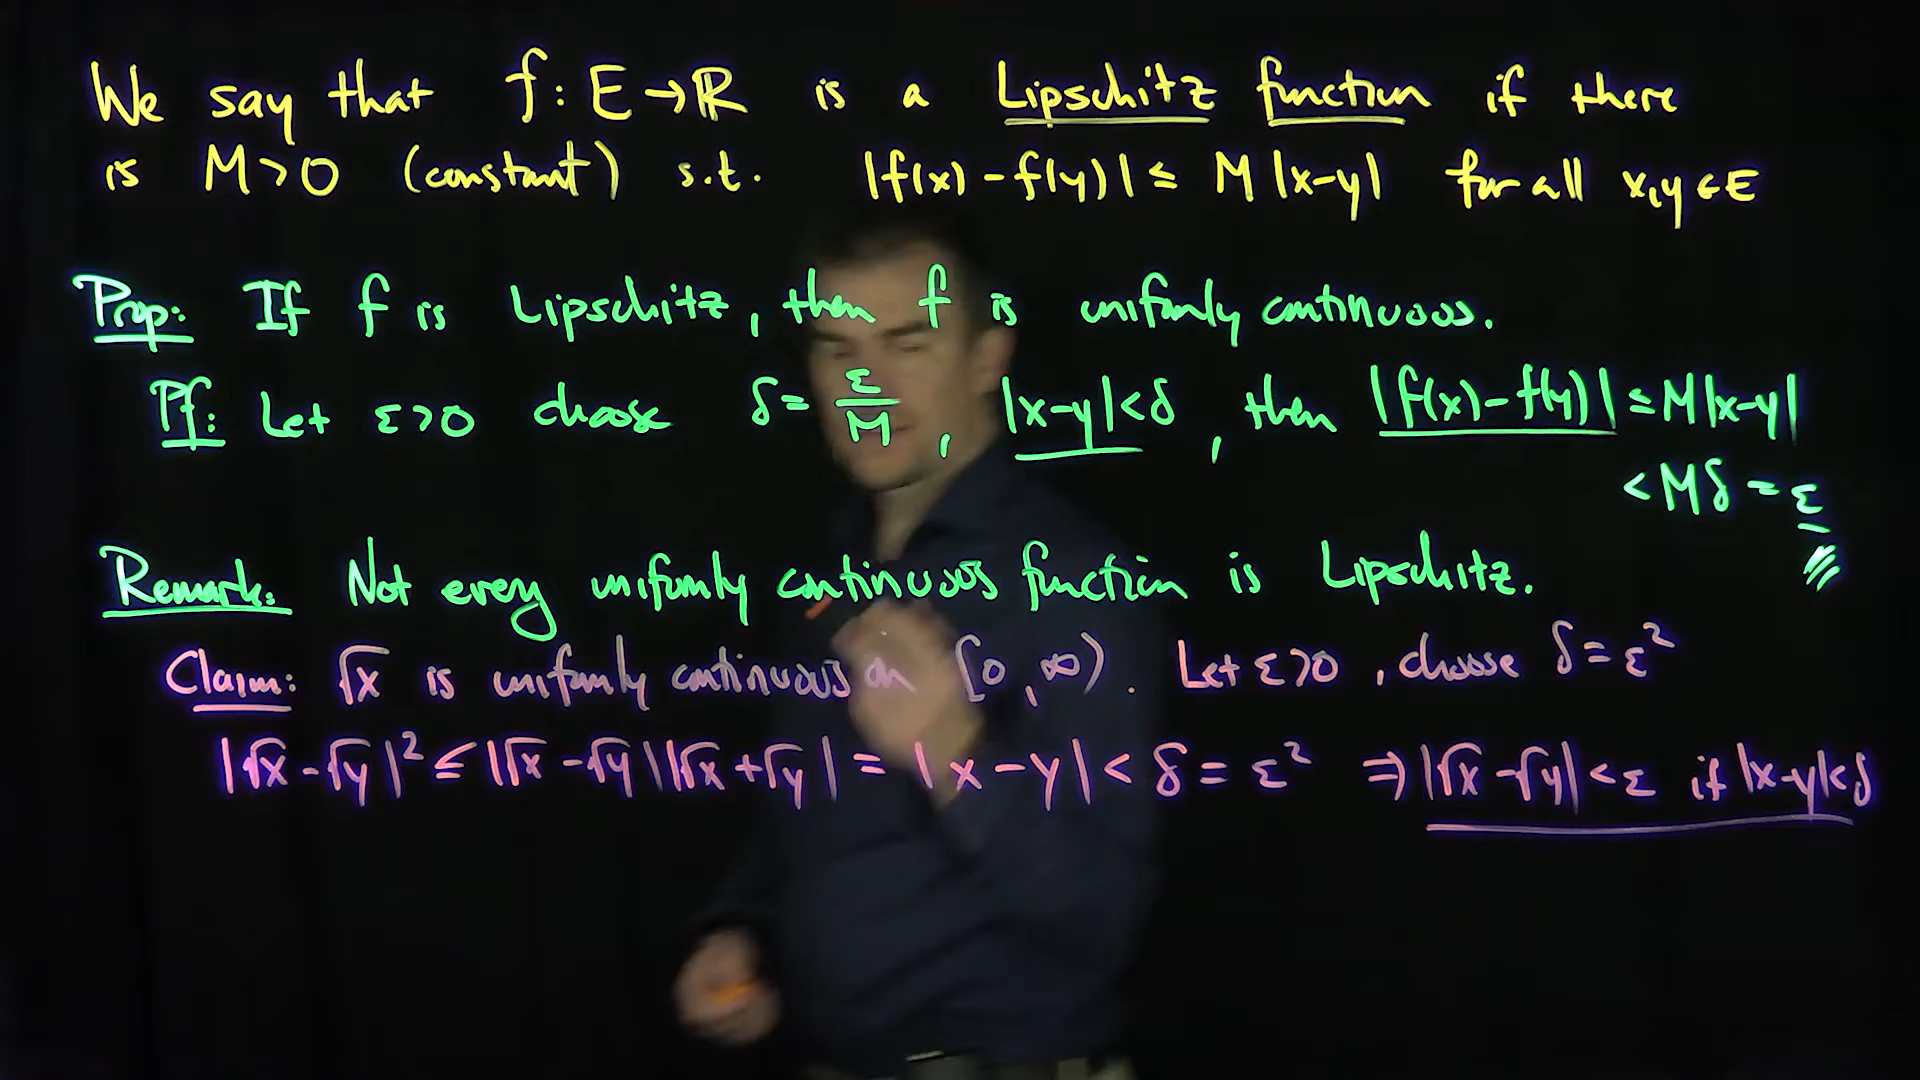 We say that f: E→ℝ is a Lipschitz function if there
is M>0 (constant) s.t. |f(x)-f(y)| ≤ M|x-y| for all x,y∈E
Prop: If f is Lipschitz, then f is uniformly continuous.
Pf: Let ε>0 choose δ= ε/M, |x-y|<δ, then |f(x)-f(y)| ≤ M|x-y|
< Mδ = ε
Remark: Not every uniformly continuous function is Lipschitz.
Claim: √x is uniformly continuous on [0,∞). Let ε>0, choose δ=ε²
|√x-√y|² ≤ |√x-√y||√x+√y| = |x-y| < δ = ε² ⇒ |√x-√y|<ε if |x-y|<δ